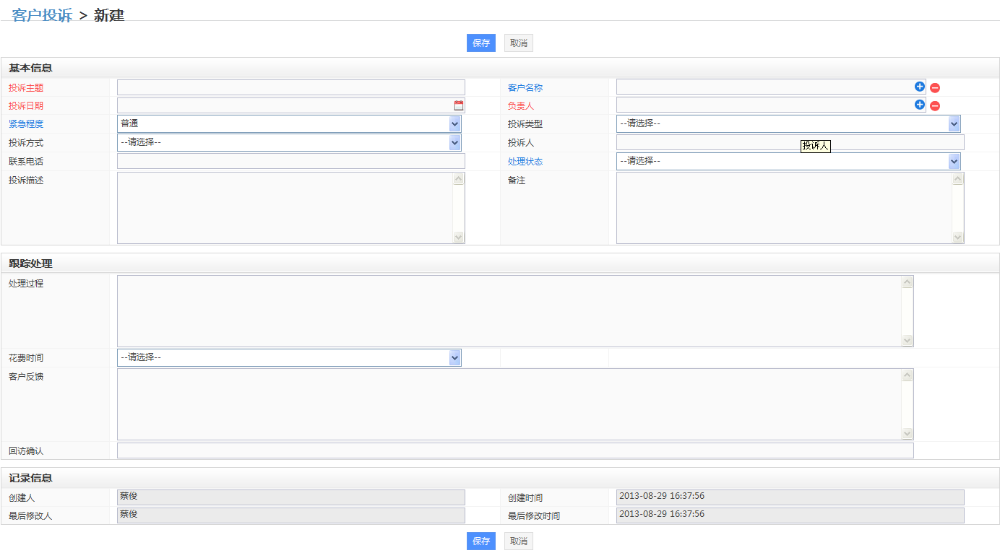 客户投诉 > 新建
保存 取消
基本信息
投诉主题 客户名称
投诉日期 负责人
紧急程度 普通 投诉类型 --请选择--
投诉方式 --请选择-- 投诉人
投诉人
联系电话 处理状态 --请选择--
投诉描述 备注
跟踪处理
处理过程
花费时间 --请选择--
客户反馈
回访确认
记录信息
创建人 蔡俊 创建时间 2013-08-29 16:37:56
最后修改人 蔡俊 最后修改时间 2013-08-29 16:37:56
保存 取消